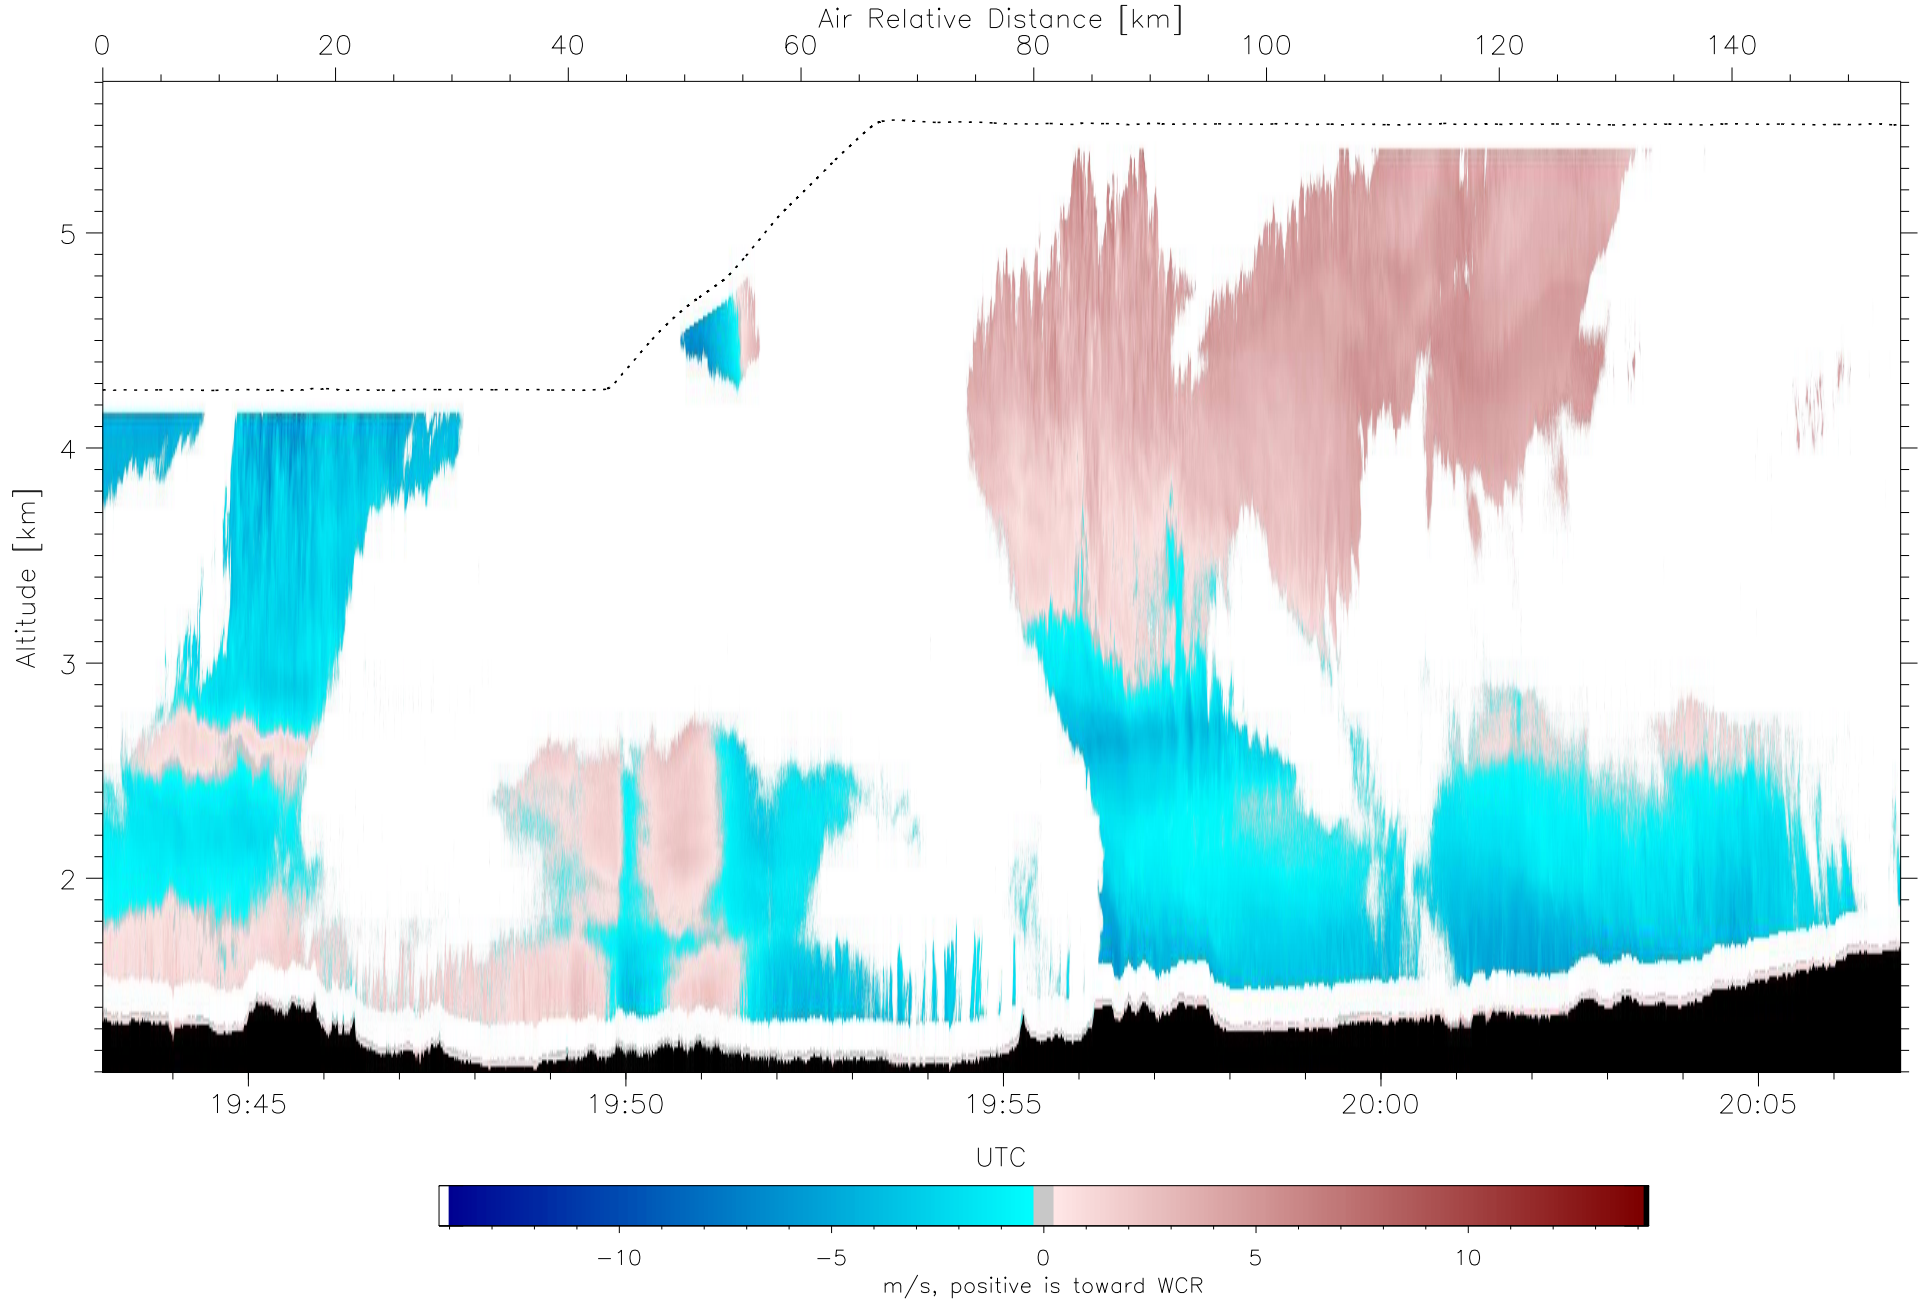 Air Relative Distance [km]
0 20 40 60 80 100 120 140
5
4
3
2
Altitude [km]
19:45 19:50 19:55 20:00 20:05
UTC
−10 −5 0 5 10
m/s, positive is toward WCR